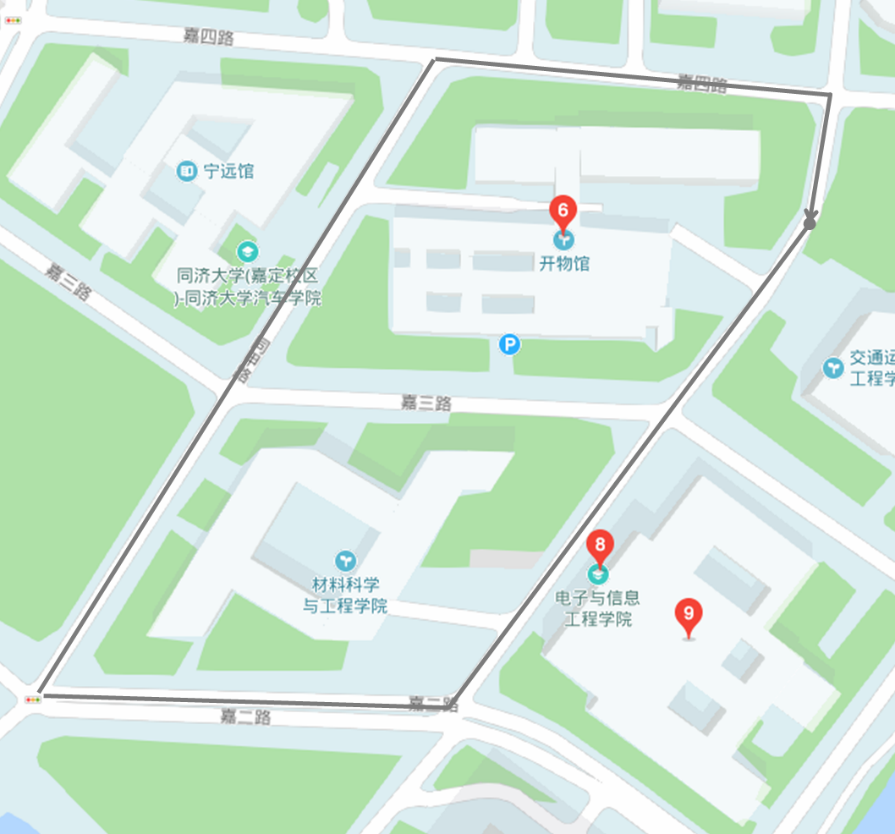 嘉四路
嘉四路
宁远馆
6
开物馆
同济大学(嘉定校区
)-同济大学汽车学院
嘉三路
P
交通运
工程学
嘉三路
8
电子与信息
工程学院
9
材料科学
与工程学院
嘉二路
嘉二路